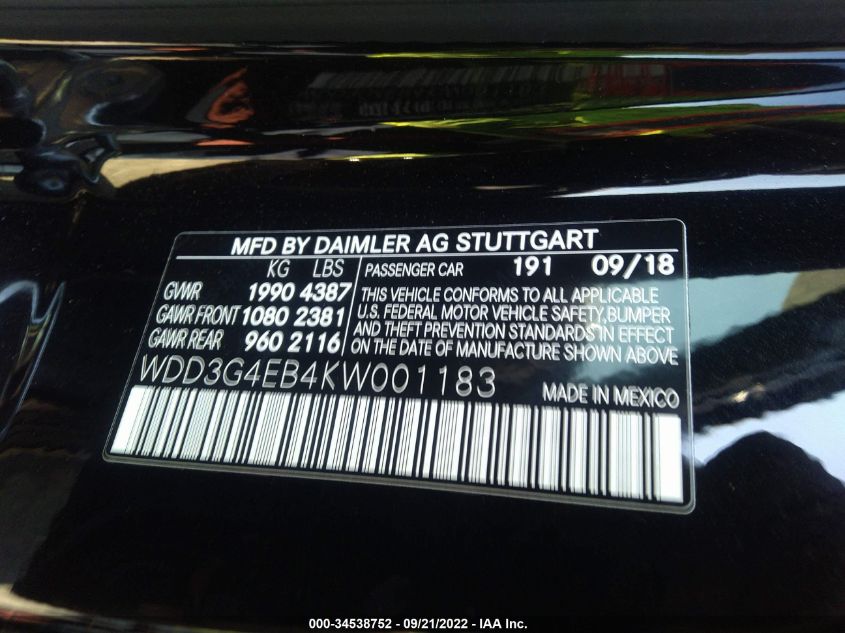 MFD BY DAIMLER AG STUTTGART
KG LBS
GVWR 1990 4387
GAWR FRONT 1080 2381
GAWR REAR 960 2116
PASSENGER CAR 191 09/18
THIS VEHICLE CONFORMS TO ALL APPLICABLE
U.S. FEDERAL MOTOR VEHICLE SAFETY, BUMPER
AND THEFT PREVENTION STANDARDS IN EFFECT
ON THE DATE OF MANUFACTURE SHOWN ABOVE
WDD3G4EB4KW001183
MADE IN MEXICO
000-34538752 - 09/21/2022 - IAA Inc.